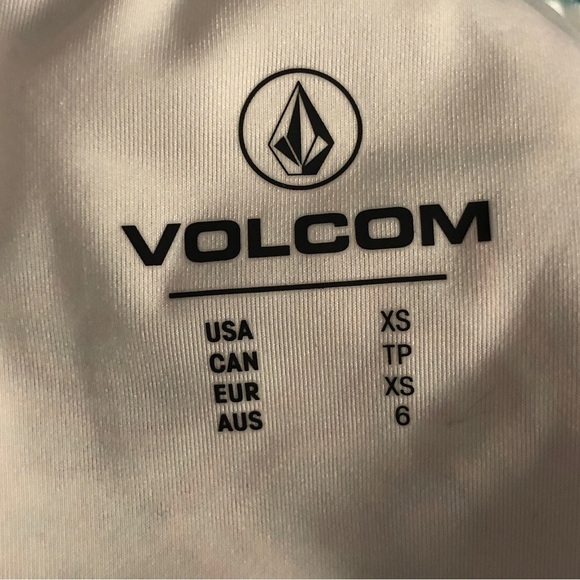 VOLCOM
USA XS
CAN TP
EUR XS
AUS 6